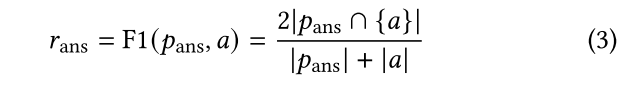 r_ans = F1(p_ans, a) = 2|p_ans ∩ {a}| / |p_ans| + |a| (3)